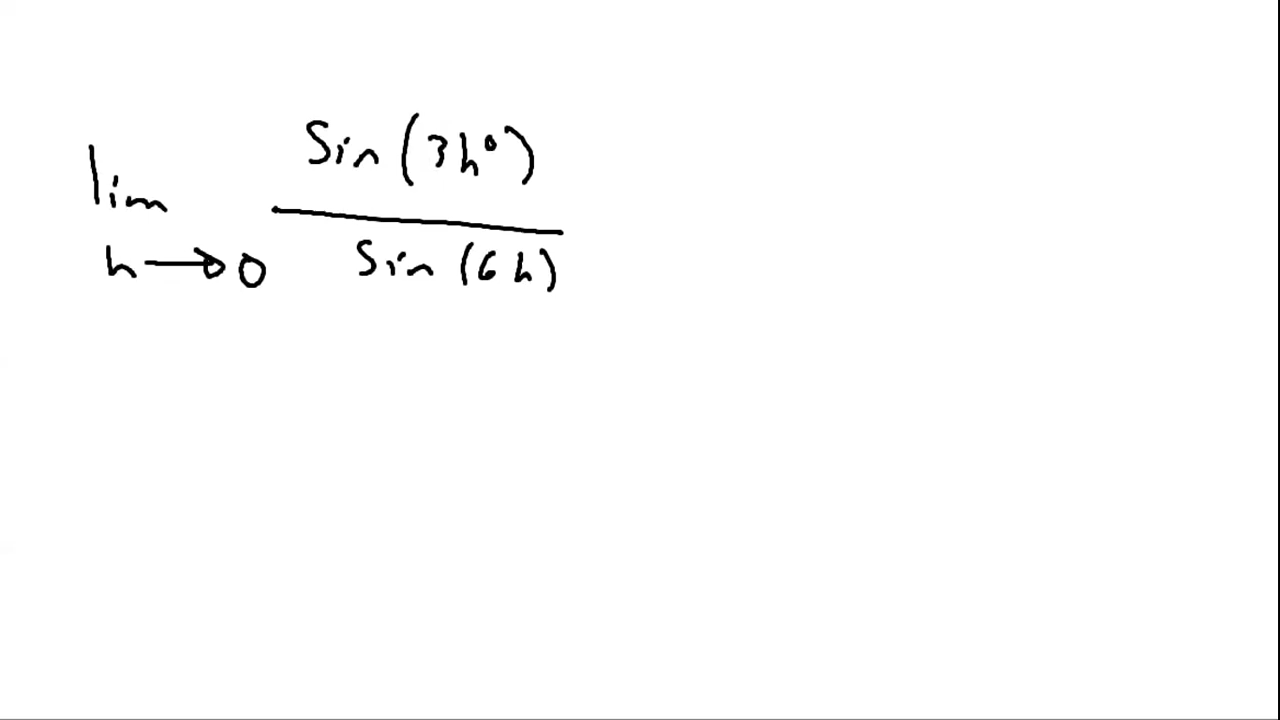 Sin (3h°)
lim
h → 0 Sin (6h)